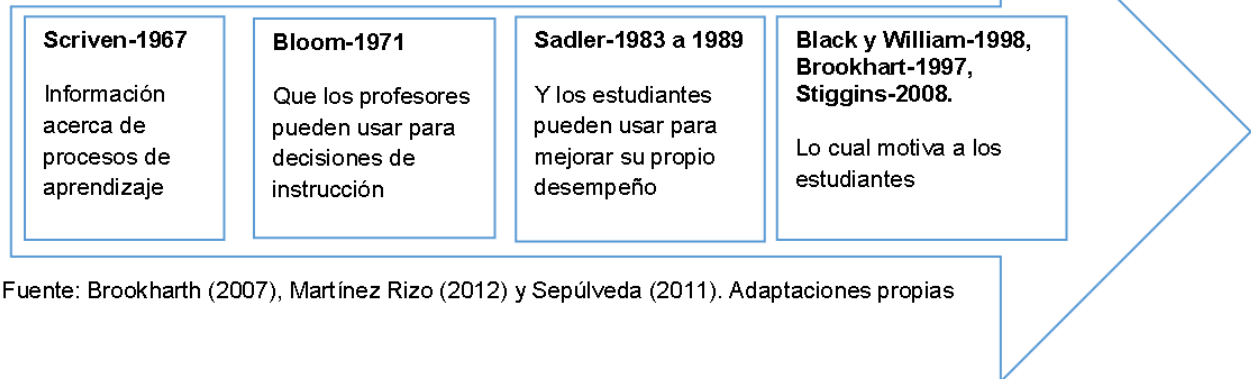 Scriven-1967
Información
acerca de
procesos de
aprendizaje
Bloom-1971
Que los profesores
pueden usar para
decisiones de
instrucción
Sadler-1983 a 1989
Y los estudiantes
pueden usar para
mejorar su propio
desempeño
Black y William-1998,
Brookhart-1997,
Stiggins-2008.
Lo cual motiva a los
estudiantes
Fuente: Brookharth (2007), Martínez Rizo (2012) y Sepúlveda (2011). Adaptaciones propias